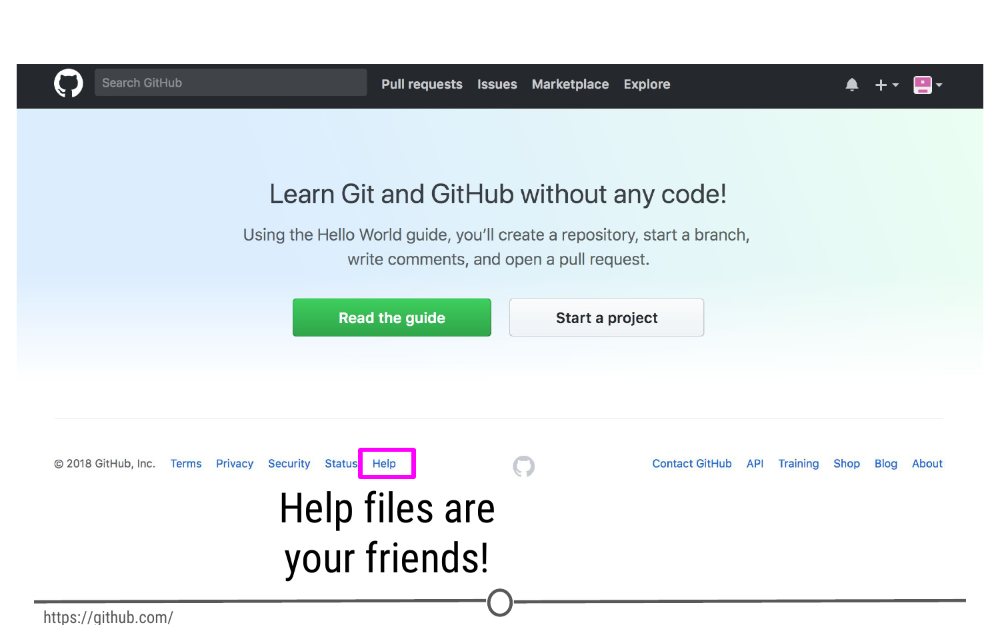 Search GitHub Pull requests Issues Marketplace Explore
Learn Git and GitHub without any code!
Using the Hello World guide, you’ll create a repository, start a branch,
write comments, and open a pull request.
Read the guide Start a project
© 2018 GitHub, Inc. Terms Privacy Security Status Help Contact GitHub API Training Shop Blog About
Help files are
your friends!
https://github.com/